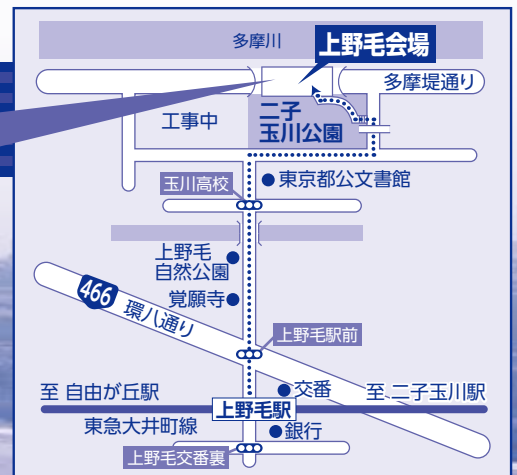 多摩川
上野毛会場
多摩堤通り
工事中
二子
玉川公園
玉川高校
東京都公文書館
上野毛
自然公園
覚願寺
466
環八通り
上野毛駅前
至 自由が丘駅
交番
至 二子玉川駅
上野毛駅
東急大井町線
銀行
上野毛交番裏